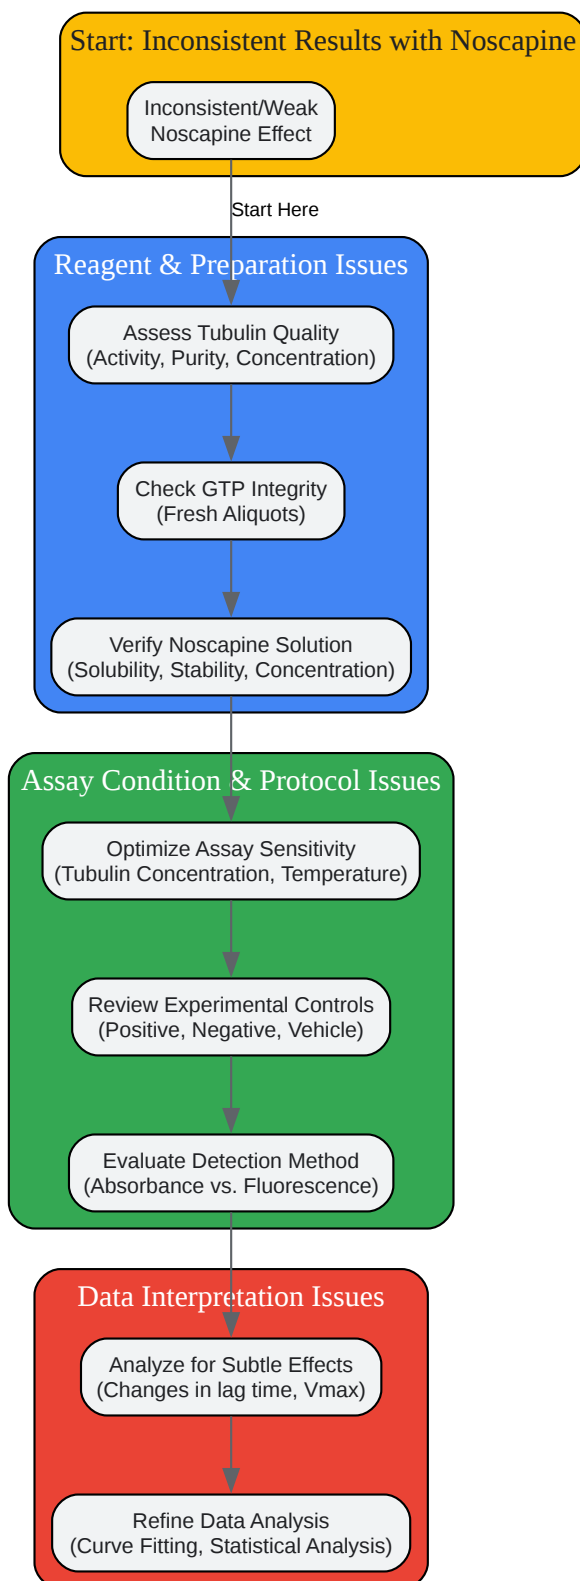 Start: Inconsistent Results with Noscapine
Inconsistent/Weak
Noscapine Effect
Start Here
Reagent & Preparation Issues
Assess Tubulin Quality
(Activity, Purity, Concentration)
Check GTP Integrity
(Fresh Aliquots)
Verify Noscapine Solution
(Solubility, Stability, Concentration)
Assay Condition & Protocol Issues
Optimize Assay Sensitivity
(Tubulin Concentration, Temperature)
Review Experimental Controls
(Positive, Negative, Vehicle)
Evaluate Detection Method
(Absorbance vs. Fluorescence)
Data Interpretation Issues
Analyze for Subtle Effects
(Changes in lag time, Vmax)
Refine Data Analysis
(Curve Fitting, Statistical Analysis)